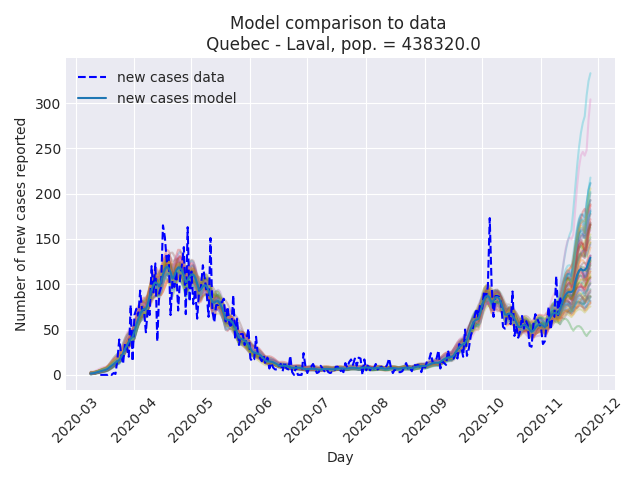 Model comparison to data
Quebec - Laval, pop. = 438320.0
new cases data
new cases model
Number of new cases reported
300
250
200
150
100
50
0
2020-03
2020-04
2020-05
2020-06
2020-07
2020-08
2020-09
2020-10
2020-11
2020-12
Day